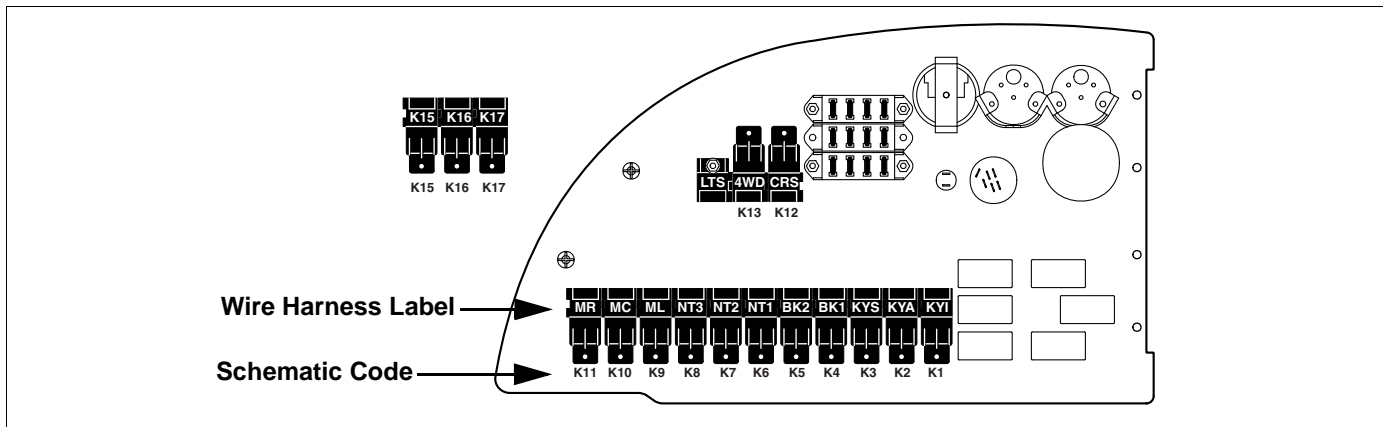 K15 K16 K17
K15 K16 K17
LTS 4WD CRS
K13 K12
Wire Harness Label
MR MC ML NT3 NT2 NT1 BK2 BK1 KYS KYA KYI
Schematic Code
K11 K10 K9 K8 K7 K6 K5 K4 K3 K2 K1